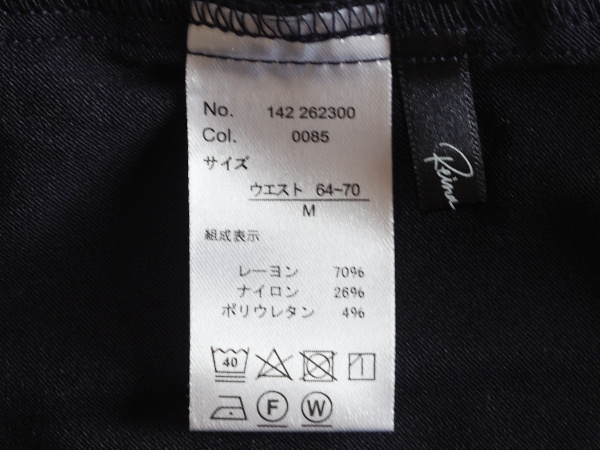 No. 142 262300
Col. 0085
サイズ
ウエスト 64~70
M
組成表示
レーヨン 70%
ナイロン 26%
ポリウレタン 4%
40
F W
Reina